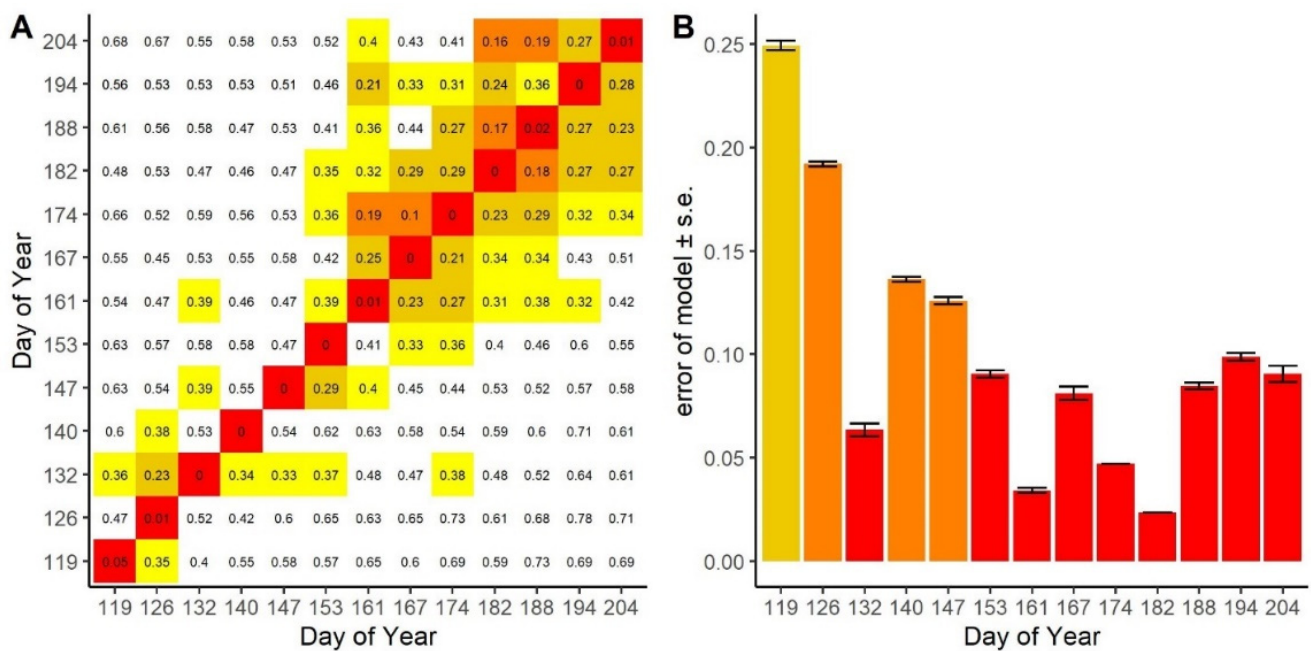 A
204 0.68 0.67 0.55 0.58 0.53 0.52 0.4 0.43 0.41 0.16 0.19 0.27 0.01
194 0.56 0.53 0.53 0.53 0.51 0.46 0.21 0.33 0.31 0.24 0.36 0 0.28
188 0.61 0.56 0.58 0.47 0.53 0.41 0.36 0.44 0.27 0.17 0.02 0.27 0.23
182 0.48 0.53 0.47 0.46 0.47 0.35 0.32 0.29 0.29 0 0.18 0.27 0.27
174 0.66 0.52 0.59 0.56 0.53 0.36 0.19 0.1 0 0.23 0.29 0.32 0.34
167 0.55 0.45 0.53 0.55 0.58 0.42 0.25 0 0.21 0.34 0.34 0.43 0.51
161 0.54 0.47 0.39 0.46 0.47 0.39 0.01 0.23 0.27 0.31 0.38 0.32 0.42
153 0.63 0.57 0.58 0.58 0.47 0 0.41 0.33 0.36 0.4 0.46 0.6 0.55
147 0.63 0.54 0.39 0.55 0 0.29 0.4 0.45 0.44 0.53 0.52 0.57 0.58
140 0.6 0.38 0.53 0 0.54 0.62 0.63 0.58 0.54 0.59 0.6 0.71 0.61
132 0.36 0.23 0 0.34 0.33 0.37 0.48 0.47 0.38 0.48 0.52 0.64 0.61
126 0.47 0.01 0.52 0.42 0.6 0.65 0.63 0.65 0.73 0.61 0.68 0.78 0.71
119 0.05 0.35 0.4 0.55 0.58 0.57 0.65 0.6 0.69 0.59 0.73 0.69 0.69
119 126 132 140 147 153 161 167 174 182 188 194 204
Day of Year
Day of Year
B
0.25
0.20
0.15
0.10
0.05
0.00
error of model ± s.e.
119 126 132 140 147 153 161 167 174 182 188 194 204
Day of Year